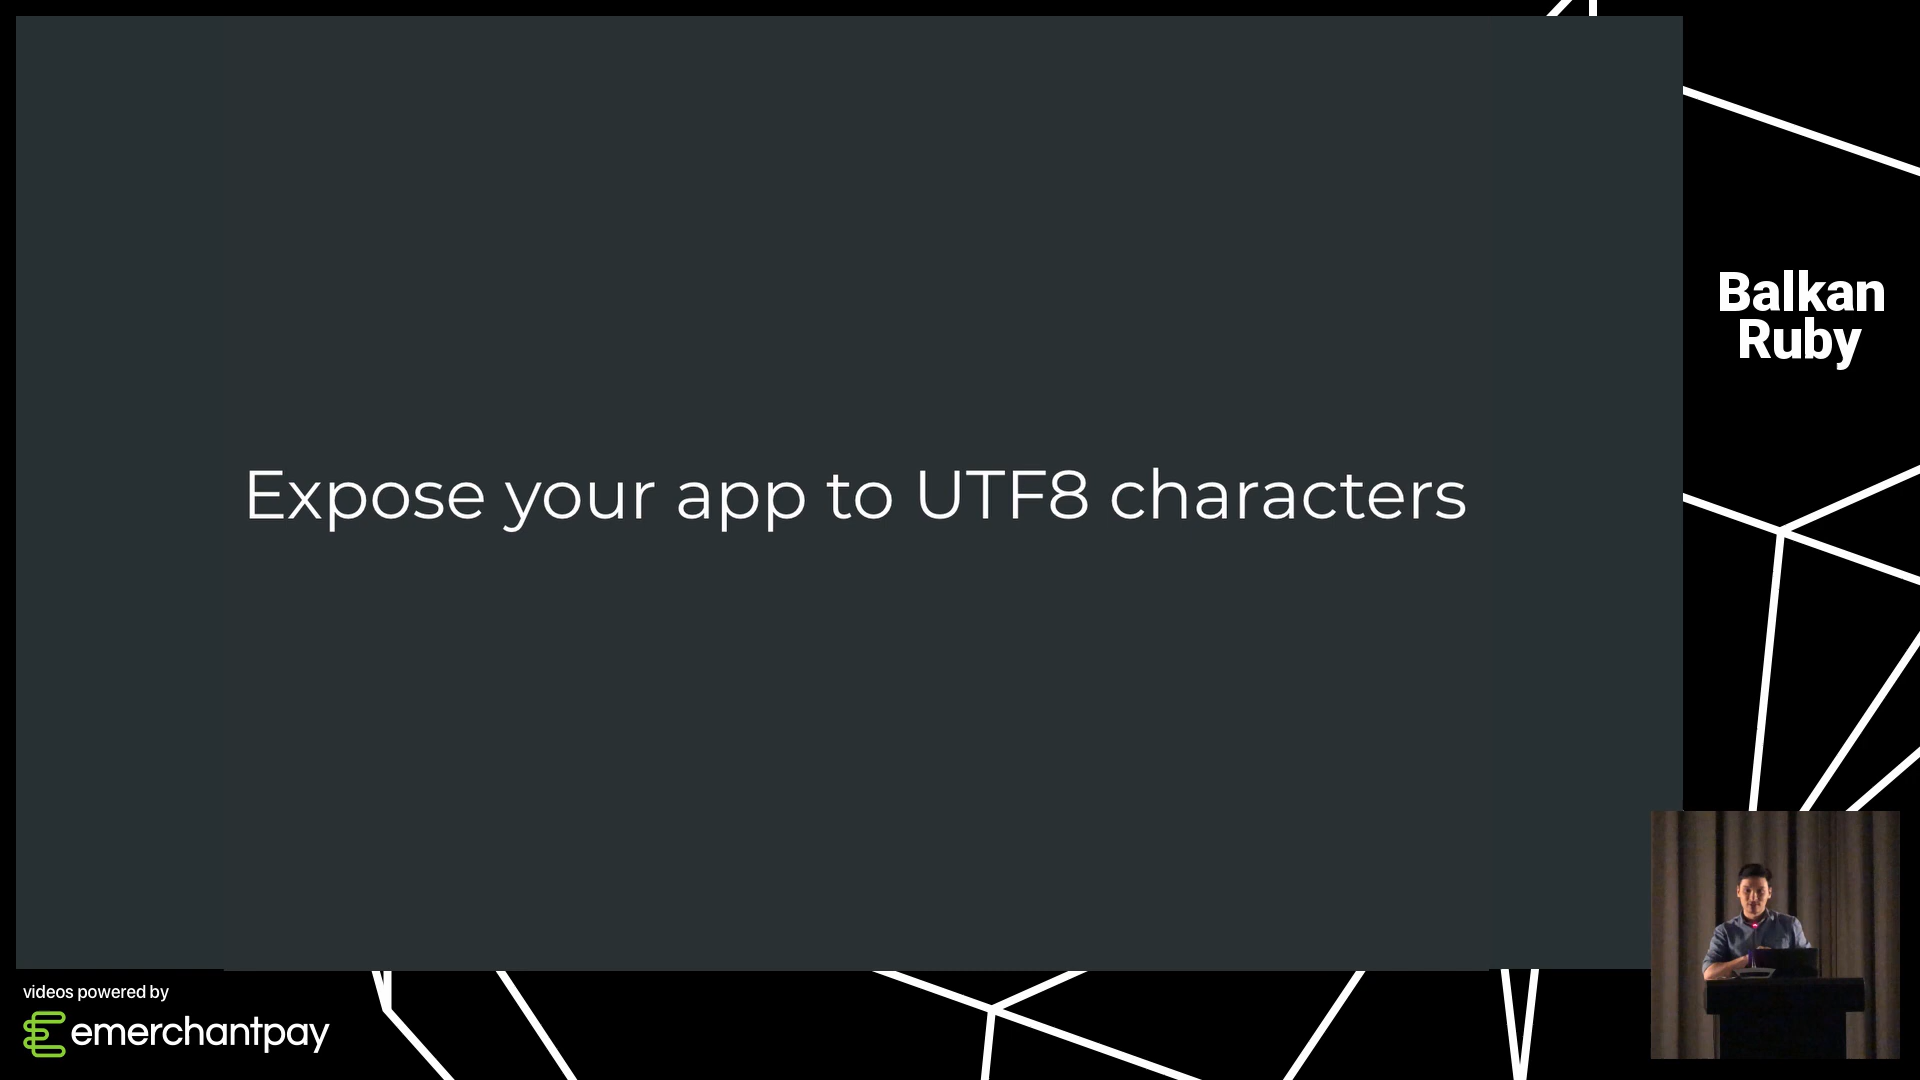 Expose your app to UTF8 characters
Balkan
Ruby
videos powered by
emerchantpay